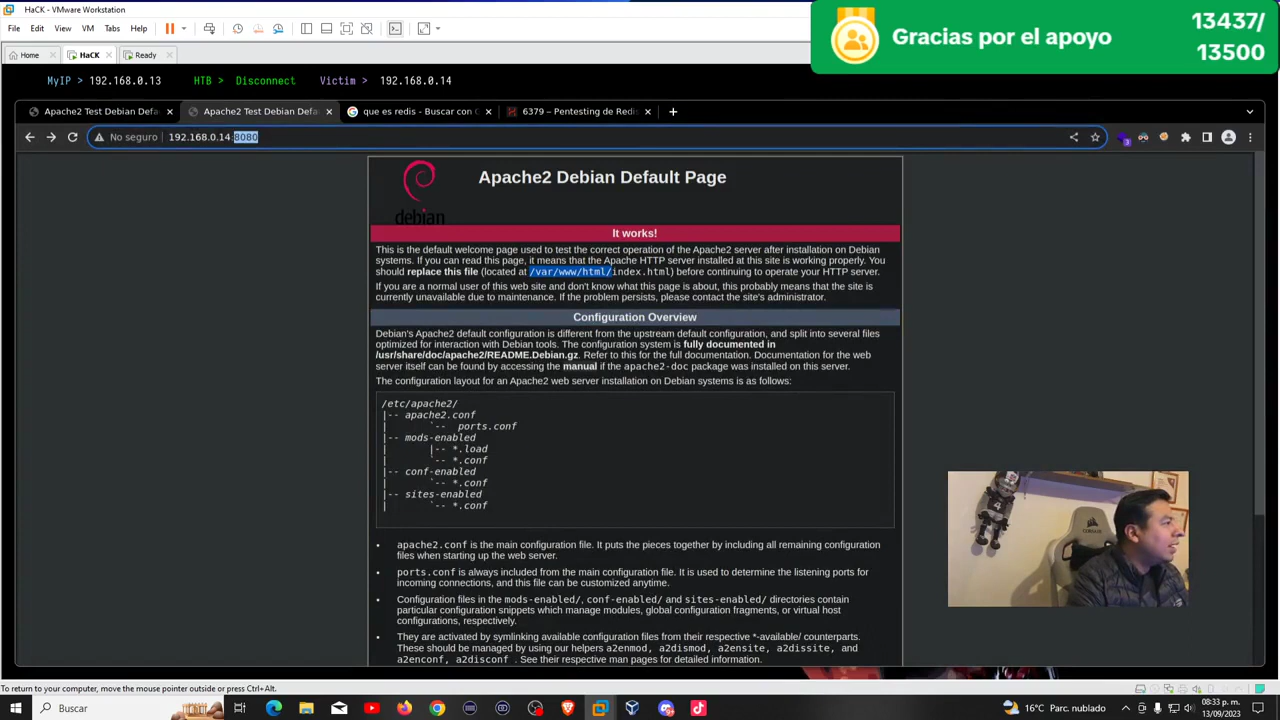 HaCK - VMware Workstation
File Edit View VM Tabs Help
Home HaCK Ready
Gracias por el apoyo
13437/
13500
MyIP > 192.168.0.13 HTB > Disconnect Victim > 192.168.0.14
Apache2 Test Debian Defa Apache2 Test Debian Defa que es redis - Buscar con G 6379 – Pentesting de Redis
No seguro 192.168.0.14:8080
3
Apache2 Debian Default Page
debian
It works!
This is the default welcome page used to test the correct operation of the Apache2 server after installation on Debian
systems. If you can read this page, it means that the Apache HTTP server installed at this site is working properly. You
should replace this file (located at /var/www/html/index.html) before continuing to operate your HTTP server.
If you are a normal user of this web site and don't know what this page is about, this probably means that the site is
currently unavailable due to maintenance. If the problem persists, please contact the site's administrator.
Configuration Overview
Debian's Apache2 default configuration is different from the upstream default configuration, and split into several files
optimized for interaction with Debian tools. The configuration system is fully documented in
/usr/share/doc/apache2/README.Debian.gz. Refer to this for the full documentation. Documentation for the web
server itself can be found by accessing the manual if the apache2-doc package was installed on this server.
The configuration layout for an Apache2 web server installation on Debian systems is as follows:
/etc/apache2/
|-- apache2.conf
|       `-- ports.conf
|-- mods-enabled
|       |-- *.load
|       `-- *.conf
|-- conf-enabled
|       `-- *.conf
|-- sites-enabled
|       `-- *.conf
• apache2.conf is the main configuration file. It puts the pieces together by including all remaining configuration
files when starting up the web server.
• ports.conf is always included from the main configuration file. It is used to determine the listening ports for
incoming connections, and this file can be customized anytime.
• Configuration files in the mods-enabled/, conf-enabled/ and sites-enabled/ directories contain
particular configuration snippets which manage modules, global configuration fragments, or virtual host
configurations, respectively.
• They are activated by symlinking available configuration files from their respective *-available/ counterparts.
These should be managed by using our helpers a2enmod, a2dismod, a2ensite, a2dissite, and
a2enconf, a2disconf . See their respective man pages for detailed information.
To return to your computer, move the mouse pointer outside or press Ctrl+Alt.
Buscar
16°C Parc. nublado
08:33 p. m.
13/09/2023